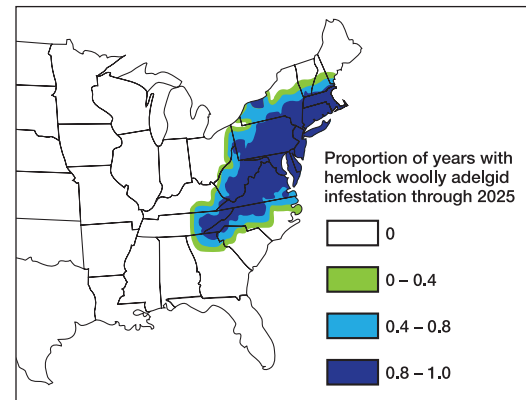 Proportion of years with
hemlock woolly adelgid
infestation through 2025
0
0 – 0.4
0.4 – 0.8
0.8 – 1.0